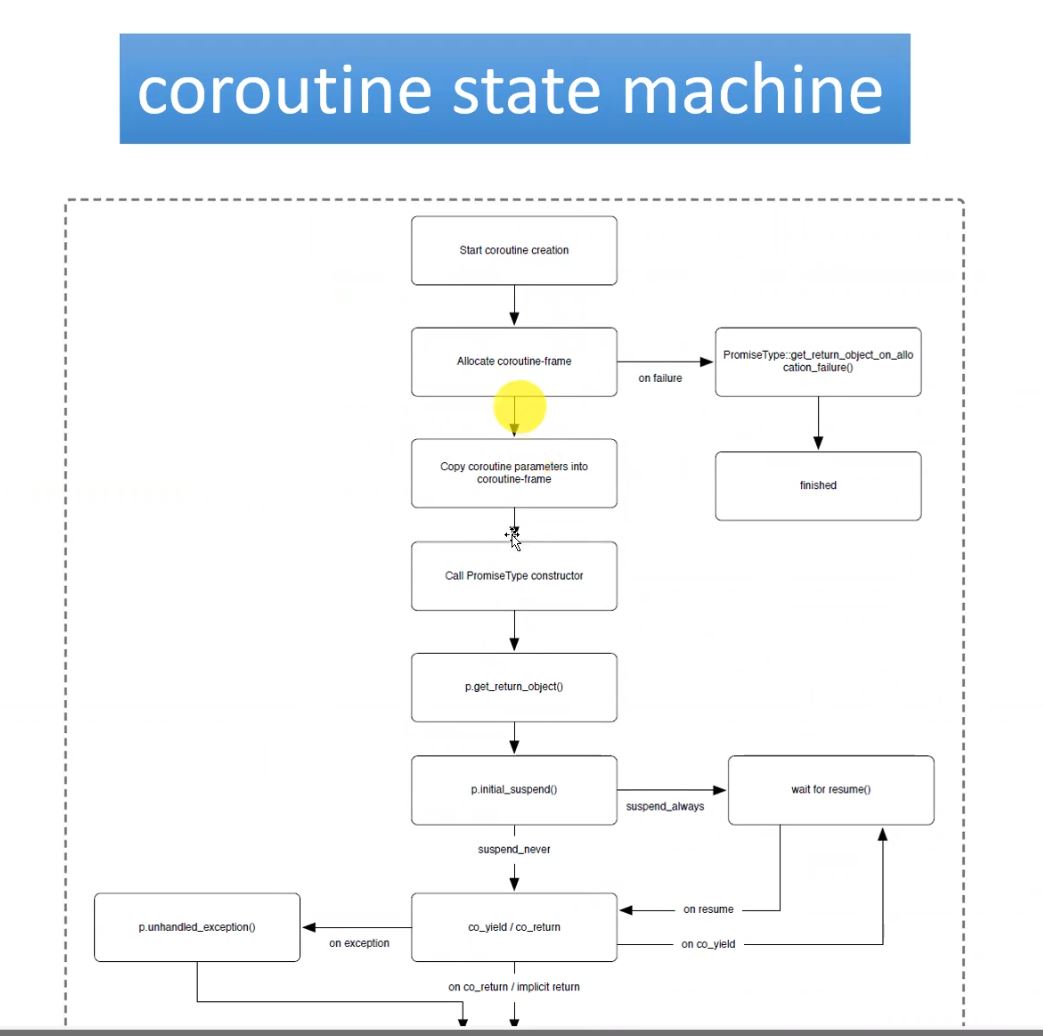 coroutine state machine
Start coroutine creation
Allocate coroutine-frame
on failure
PromiseType::get_return_object_on_allo
cation_failure()
Copy coroutine parameters into
coroutine-frame
finished
Call PromiseType constructor
p.get_return_object()
p.initial_suspend()
suspend_always
wait for resume()
suspend_never
p.unhandled_exception()
on exception
co_yield / co_return
on resume
on co_yield
on co_return / implicit return